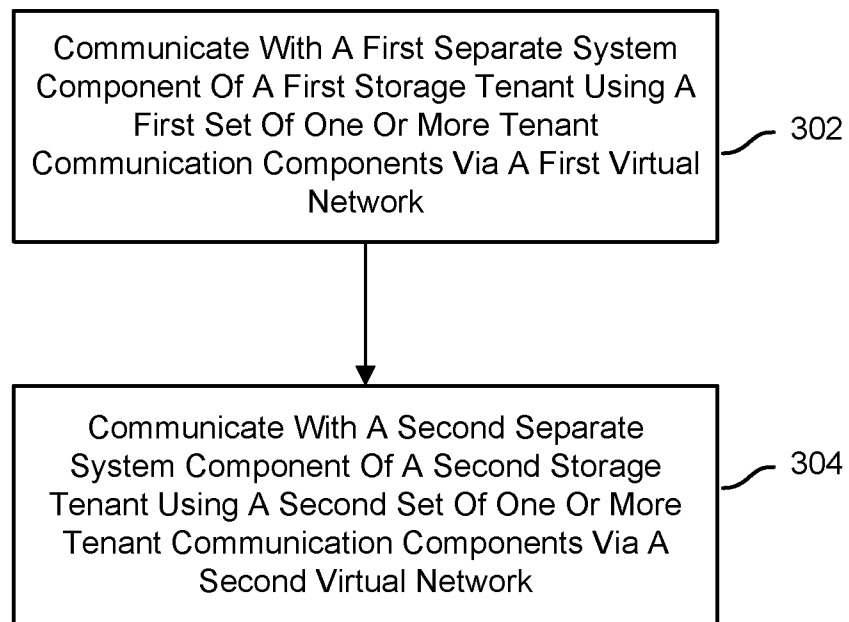 Communicate With A First Separate System
Component Of A First Storage Tenant Using A
First Set Of One Or More Tenant
Communication Components Via A First Virtual
Network
302
Communicate With A Second Separate
System Component Of A Second Storage
Tenant Using A Second Set Of One Or More
Tenant Communication Components Via A
Second Virtual Network
304